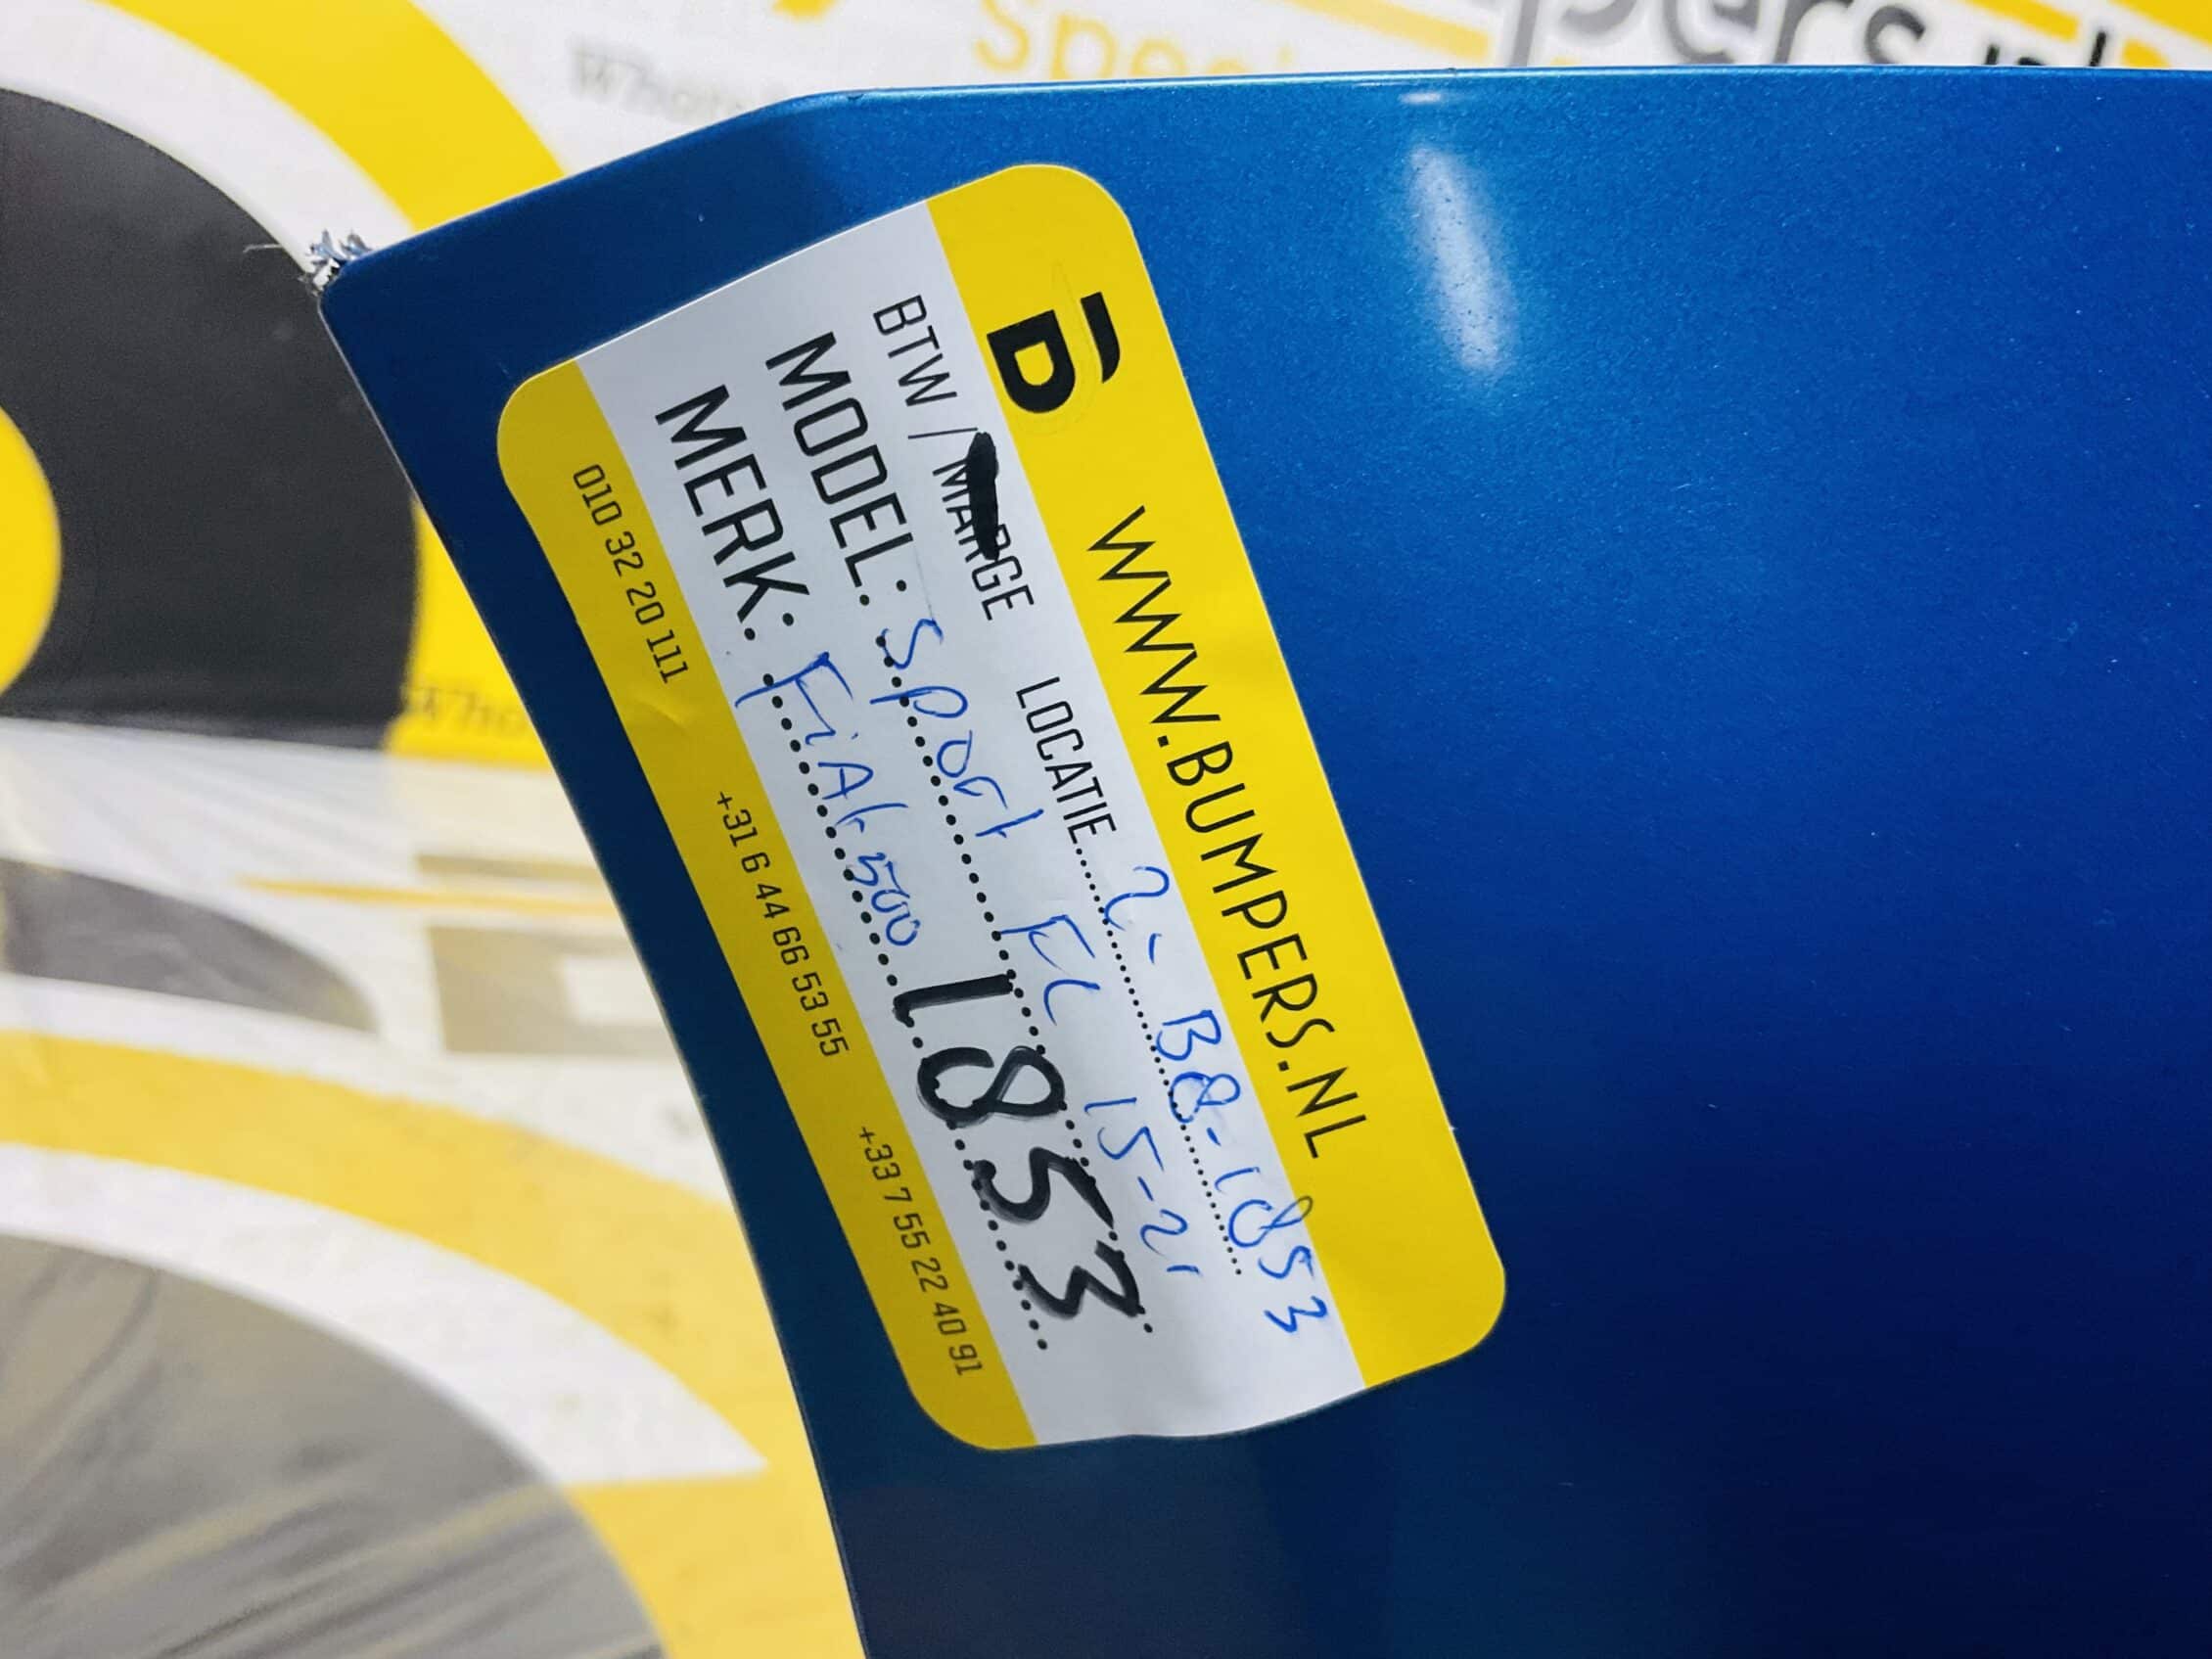 WWW.BUMPERS.NL
BTW / MARGE LOCATIE 2-B8-1853
MODEL: Sport FL 15-21
MERK: FiAt 500 1853
010 32 20 111 +31 6 44 66 53 55 +33 7 55 22 40 91